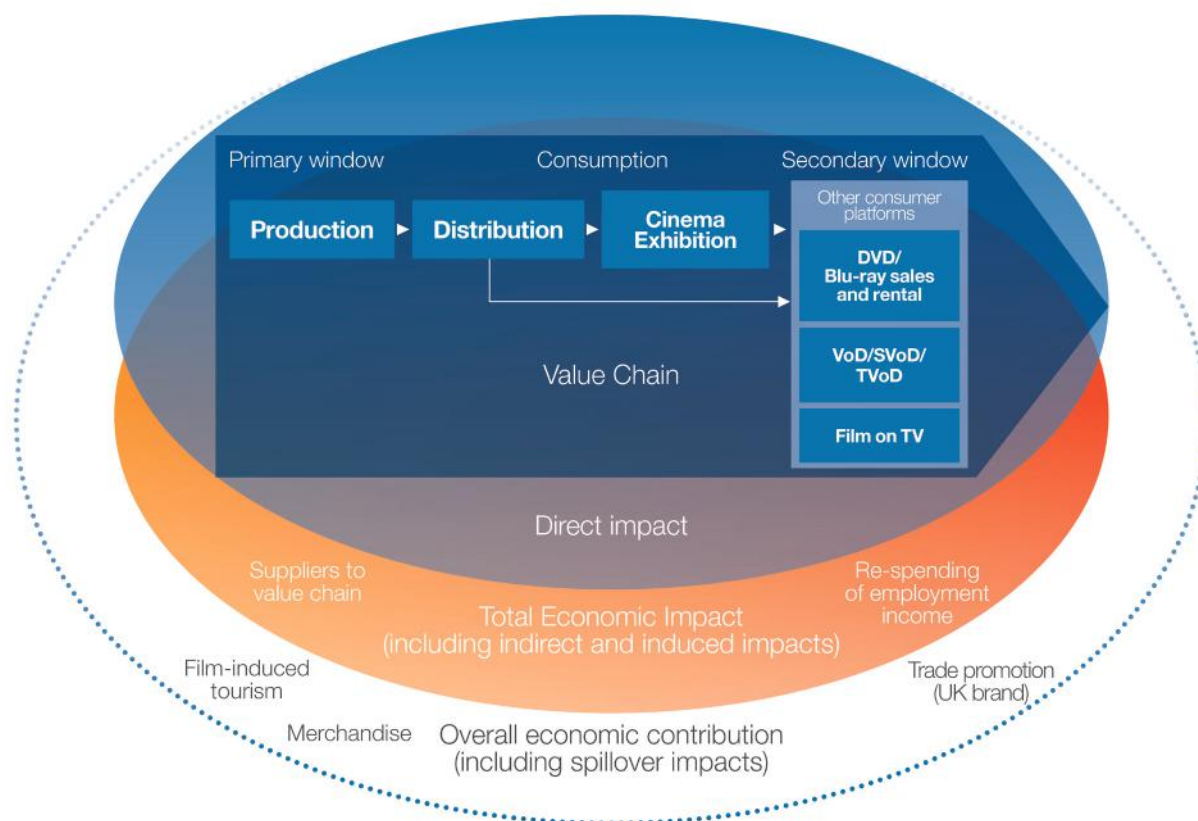 Primary window
Consumption
Secondary window
Production
Distribution
Cinema
Exhibition
Other consumer
platforms
DVD/
Blu-ray sales
and rental
VoD/SVoD/
TVoD
Film on TV
Value Chain
Direct impact
Suppliers to
value chain
Total Economic Impact
(including indirect and induced impacts)
Re-spending
of employment
income
Film-induced
tourism
Merchandise
Overall economic contribution
(including spillover impacts)
Trade promotion
(UK brand)